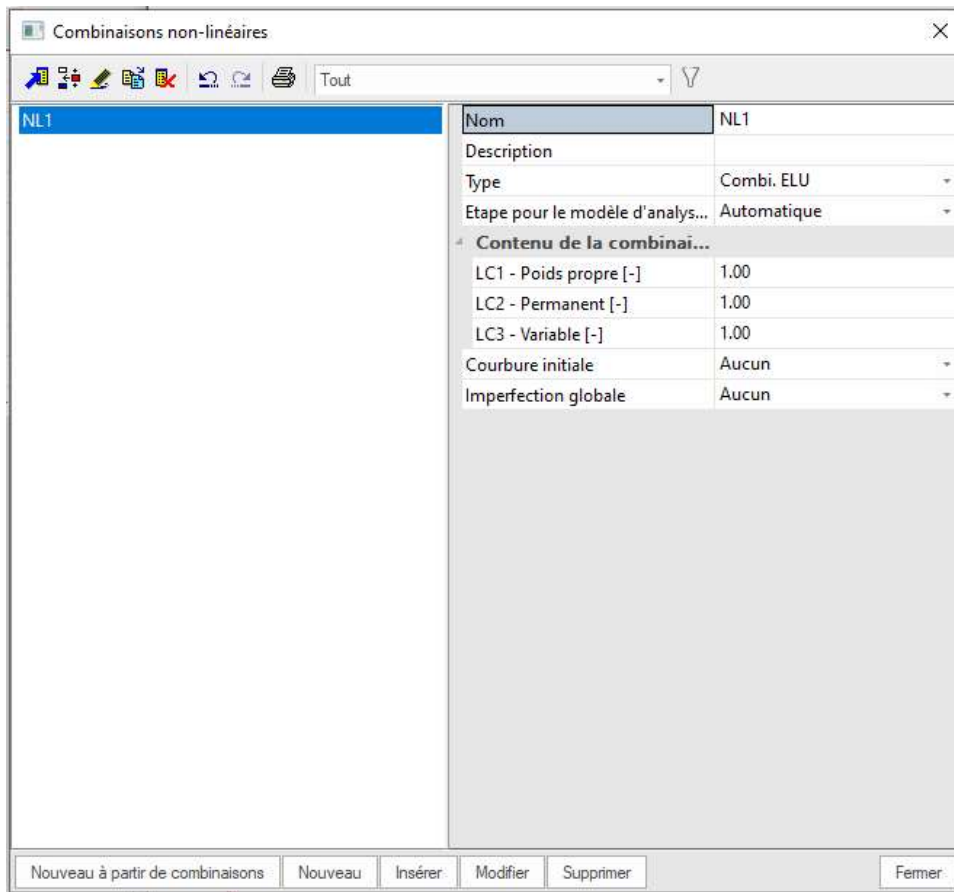 Combinaisons non-linéaires
Tout
NL1
Nom NL1
Description
Type Combi. ELU
Etape pour le modèle d'analys... Automatique
Contenu de la combinai...
LC1 - Poids propre [-] 1.00
LC2 - Permanent [-] 1.00
LC3 - Variable [-] 1.00
Courbure initiale Aucun
Imperfection globale Aucun
Nouveau à partir de combinaisons Nouveau Insérer Modifier Supprimer Fermer